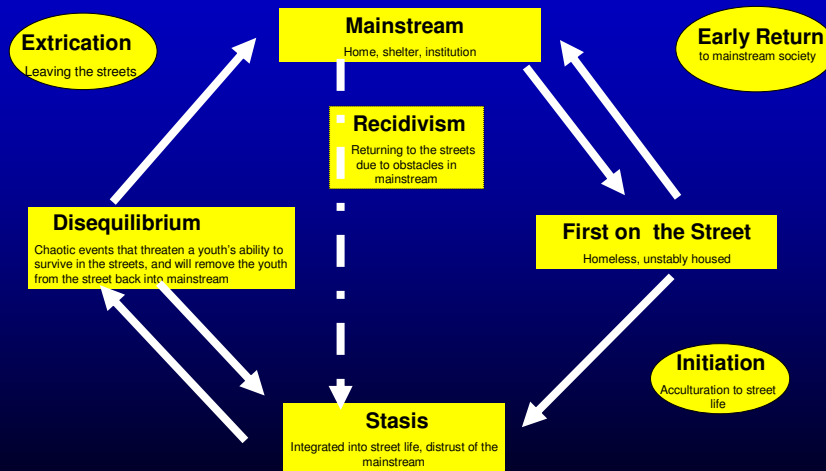 Mainstream
Home, shelter, institution
Extrication
Leaving the streets
Early Return
to mainstream society
Recidivism
Returning to the streets
due to obstacles in
mainstream
Disequilibrium
Chaotic events that threaten a youth's ability to
survive in the streets, and will remove the youth
from the street back into mainstream
First on the Street
Homeless, unstably housed
Initiation
Acculturation to street
life
Stasis
Integrated into street life, distrust of the
mainstream